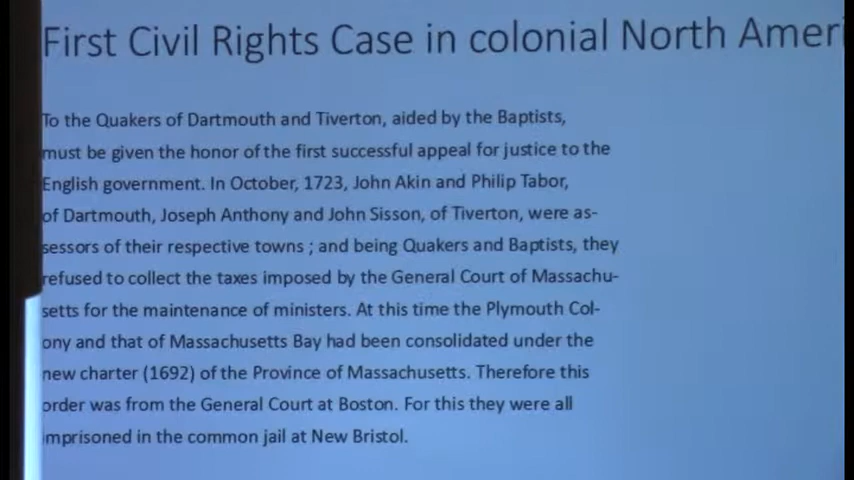 First Civil Rights Case in colonial North Ameri
To the Quakers of Dartmouth and Tiverton, aided by the Baptists,
must be given the honor of the first successful appeal for justice to the
English government. In October, 1723, John Akin and Philip Tabor,
of Dartmouth, Joseph Anthony and John Sisson, of Tiverton, were as-
sessors of their respective towns ; and being Quakers and Baptists, they
refused to collect the taxes imposed by the General Court of Massachu-
setts for the maintenance of ministers. At this time the Plymouth Col-
ony and that of Massachusetts Bay had been consolidated under the
new charter (1692) of the Province of Massachusetts. Therefore this
order was from the General Court at Boston. For this they were all
imprisoned in the common jail at New Bristol.